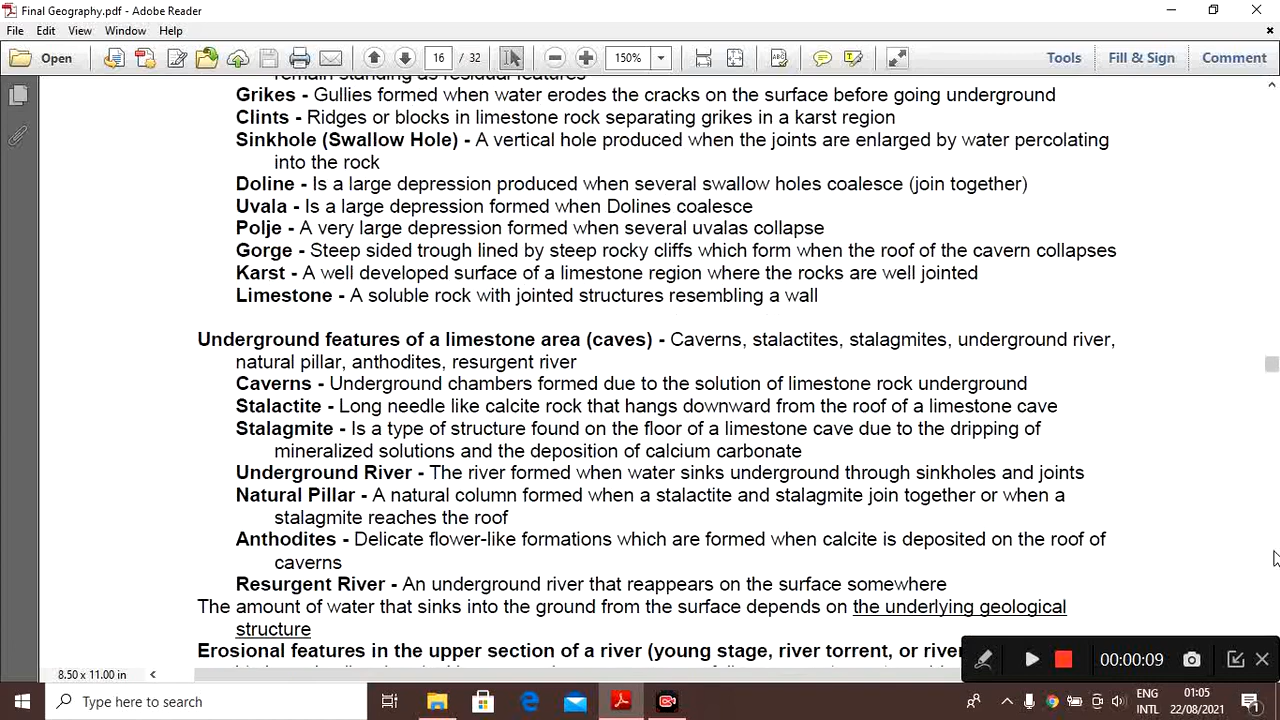 Final Geography.pdf - Adobe Reader
File Edit View Window Help
Open 16 / 32 150% Tools Fill & Sign Comment
remain standing as residual features
Grikes - Gullies formed when water erodes the cracks on the surface before going underground
Clints - Ridges or blocks in limestone rock separating grikes in a karst region
Sinkhole (Swallow Hole) - A vertical hole produced when the joints are enlarged by water percolating
into the rock
Doline - Is a large depression produced when several swallow holes coalesce (join together)
Uvala - Is a large depression formed when Dolines coalesce
Polje - A very large depression formed when several uvalas collapse
Gorge - Steep sided trough lined by steep rocky cliffs which form when the roof of the cavern collapses
Karst - A well developed surface of a limestone region where the rocks are well jointed
Limestone - A soluble rock with jointed structures resembling a wall
Underground features of a limestone area (caves) - Caverns, stalactites, stalagmites, underground river,
natural pillar, anthodites, resurgent river
Caverns - Underground chambers formed due to the solution of limestone rock underground
Stalactite - Long needle like calcite rock that hangs downward from the roof of a limestone cave
Stalagmite - Is a type of structure found on the floor of a limestone cave due to the dripping of
mineralized solutions and the deposition of calcium carbonate
Underground River - The river formed when water sinks underground through sinkholes and joints
Natural Pillar - A natural column formed when a stalactite and stalagmite join together or when a
stalagmite reaches the roof
Anthodites - Delicate flower-like formations which are formed when calcite is deposited on the roof of
caverns
Resurgent River - An underground river that reappears on the surface somewhere
The amount of water that sinks into the ground from the surface depends on the underlying geological
structure
Erosional features in the upper section of a river (young stage, river torrent, or river
8.50 x 11.00 in
00:00:09
Type here to search
ENG
INTL
01:05
22/08/2021